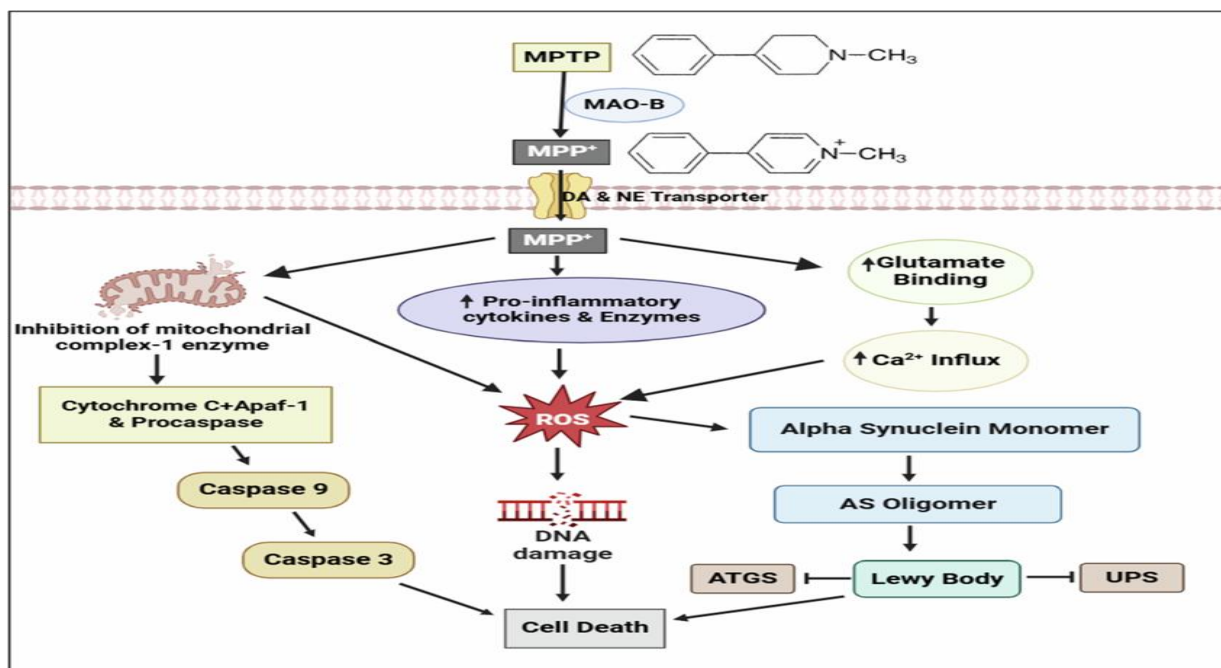 MPTP
N-CH₃
MAO-B
MPP⁺
N⁺-CH₃
DA & NE Transporter
MPP⁺
↑Glutamate
Binding
↑ Pro-inflammatory
cytokines & Enzymes
Inhibition of mitochondrial
complex-1 enzyme
↑ Ca²⁺ Influx
Cytochrome C+Apaf-1
& Procaspase
ROS
Alpha Synuclein Monomer
Caspase 9
AS Oligomer
DNA
damage
Caspase 3
ATGS
Lewy Body
UPS
Cell Death